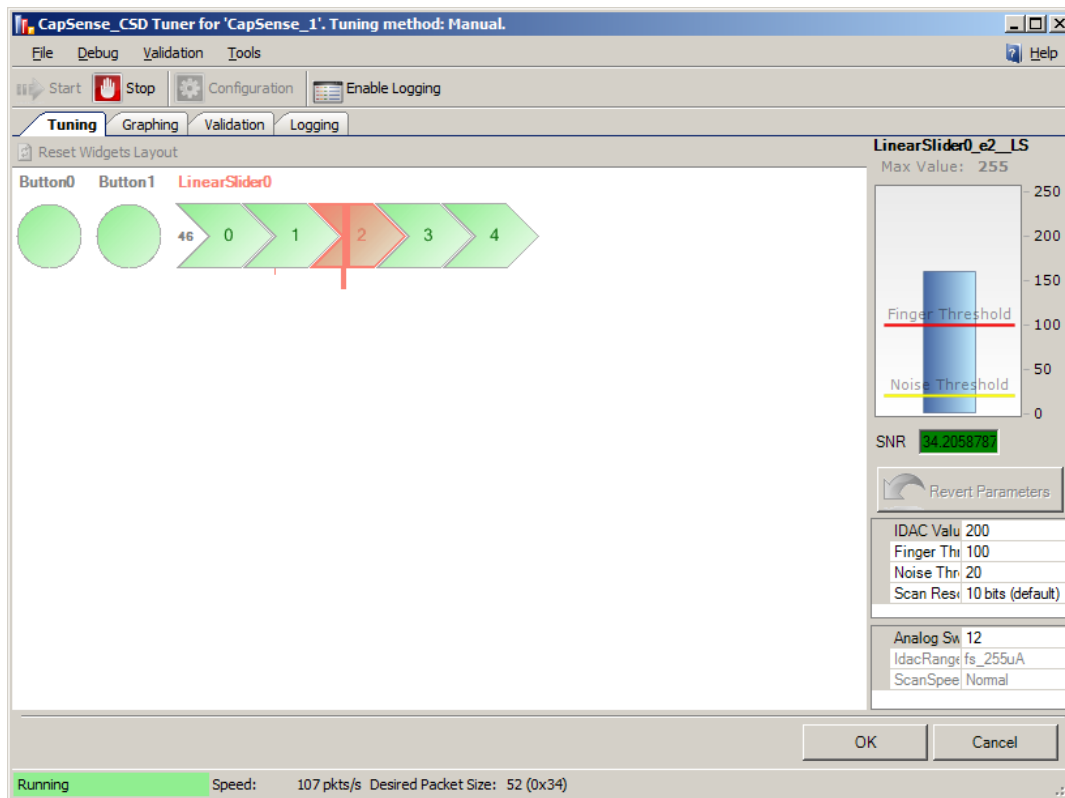 CapSense_CSD Tuner for 'CapSense_1'. Tuning method: Manual.
File Debug Validation Tools Help
Start Stop Configuration Enable Logging
Tuning Graphing Validation Logging
Reset Widgets Layout
Button0 Button1 LinearSlider0
46 0 1 2 3 4
LinearSlider0_e2__LS
Max Value: 255
250
200
150
Finger Threshold
100
50
Noise Threshold
0
SNR 34.2058787
Revert Parameters
IDAC Valu 200
Finger Thr 100
Noise Thr 20
Scan Reso 10 bits (default)
Analog Sw 12
IdacRange fs_255uA
ScanSpee Normal
OK Cancel
Running Speed: 107 pkts/s Desired Packet Size: 52 (0x34)